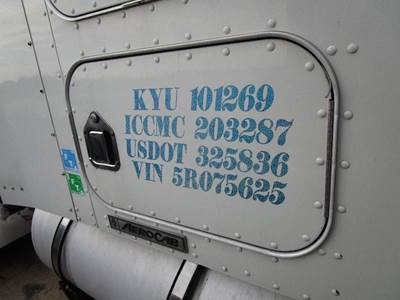 KYU 101269
ICCMC 203287
USDOT 325836
VIN 5R075625
AEROCAB